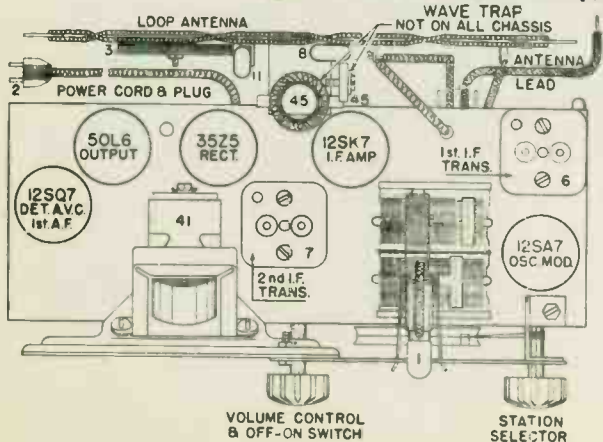 LOOP ANTENNA
WAVE TRAP
NOT ON ALL CHASSIS
3
8
11
2
45
ANTENNA
LEAD
POWER CORD & PLUG
50L6
OUTPUT
35Z5
RECT.
12SK7
I.F. AMP
1st. I.F
TRANS.
6
12SQ7
DET. A.V.C.
1st. A.F.
41
7
2nd I.F.
TRANS.
12SA7
OSC. MOD.
1
VOLUME CONTROL
& OFF-ON SWITCH
STATION
SELECTOR